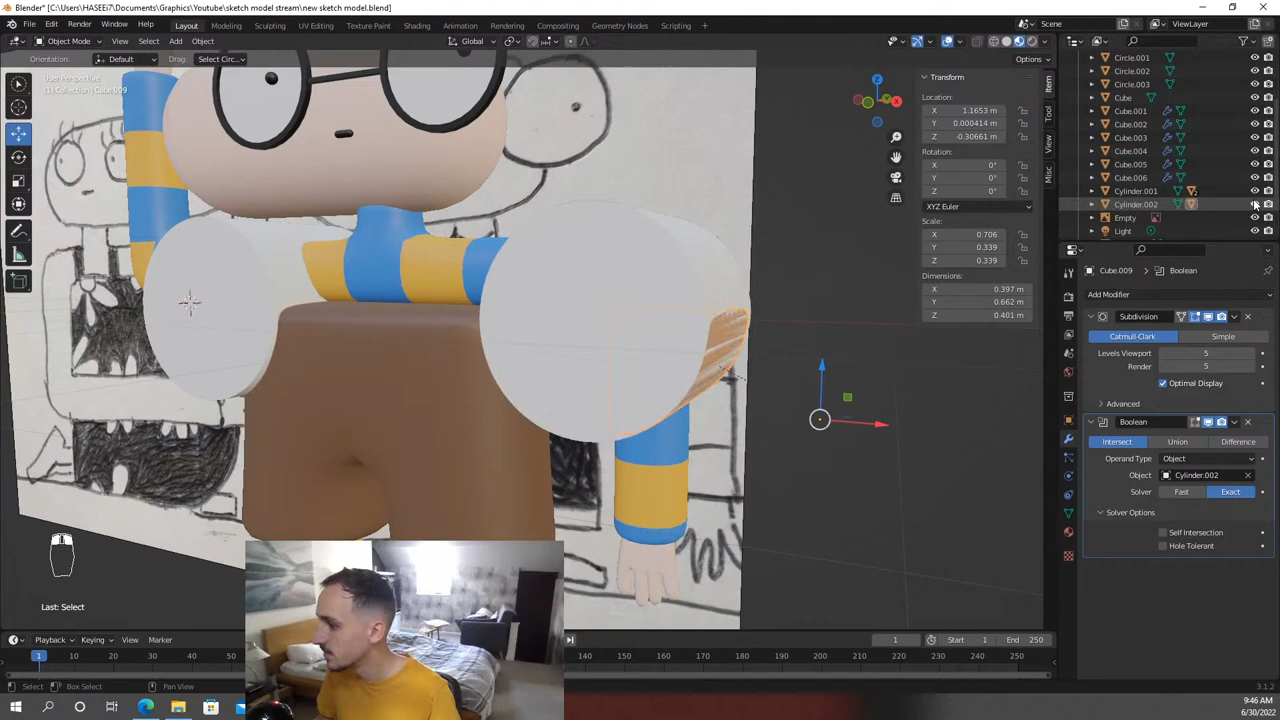 Blender* [C:\Users\HASEEi7\Documents\Graphics\Youtube\sketch model stream\new sketch model.blend]
File Edit Render Window Help Layout Modeling Sculpting UV Editing Texture Paint Shading Animation Rendering Compositing Geometry Nodes Scripting Scene ViewLayer
Object Mode View Select Add Object Global
Orientation: Default Drag: Select Circ... Options
User Perspective
(1) Collection | Cube.009
Transform
Location:
X 1.1653 m
Y 0.000414 m
Z -0.30661 m
Rotation:
X 0°
Y 0°
Z 0°
XYZ Euler
Scale:
X 0.706
Y 0.339
Z 0.339
Dimensions:
X 0.397 m
Y 0.662 m
Z 0.401 m
Item
Tool
View
Misc
Z
X
Circle.001
Circle.002
Circle.003
Cube
Cube.001
Cube.002
Cube.003
Cube.004
Cube.005
Cube.006
Cylinder.001
Cylinder.002
Empty
Light
Cube.009 Boolean
Add Modifier
Subdivision
Catmull-Clark Simple
Levels Viewport 5
Render 5
Optimal Display
Advanced
Boolean
Intersect Union Difference
Operand Type Object
Object Cylinder.002
Solver Fast Exact
Solver Options
Self Intersection
Hole Tolerant
Last: Select
Playback Keying View Marker 1 Start 1 End 250
1 10 20 30 40 140 150 160 170 180 190 200 210 220 230 240 250
Select Box Select Pan View 3.1.2
9:46 AM
6/30/2022